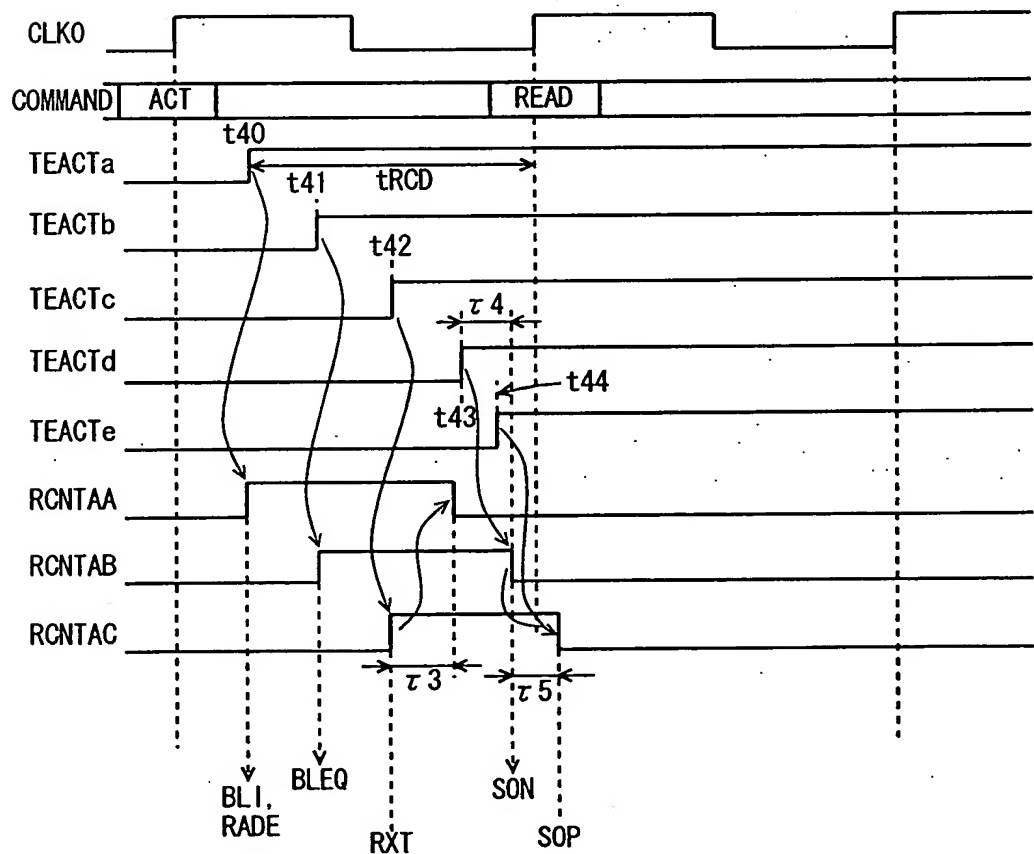 CLK0
COMMAND ACT READ
t40
TEACTa
tRCD
t41
TEACTb
t42
TEACTc
τ4
TEACTd
t43
t44
TEACTe
RCNTAA
RCNTAB
RCNTAC
τ3
τ5
BLI,
RADE
BLEQ
RXT
SON
SOP